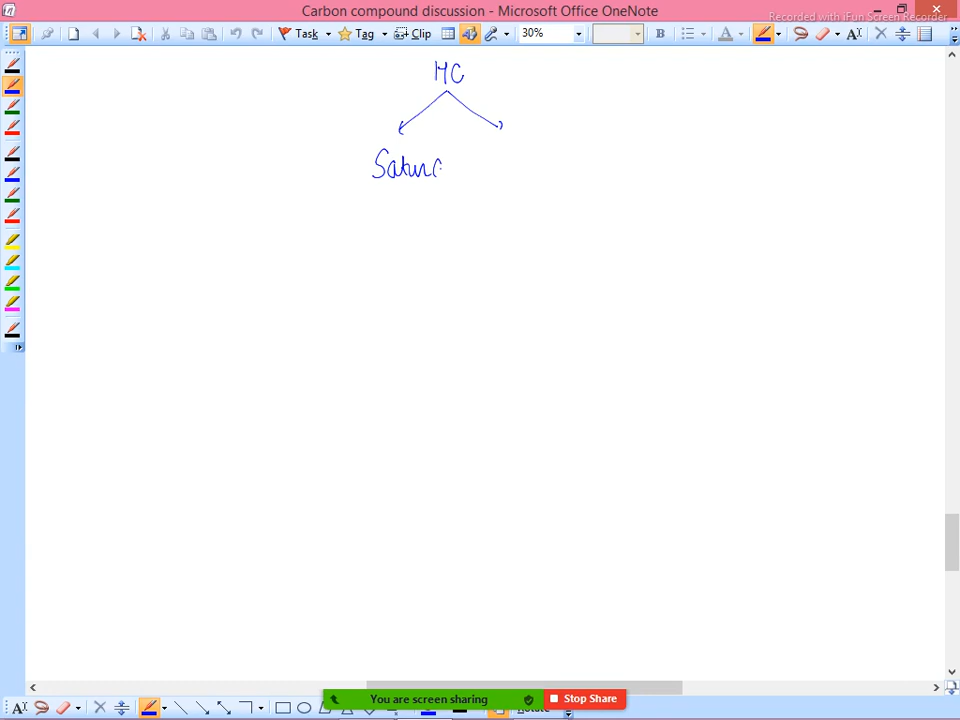 Carbon compound discussion - Microsoft Office OneNote
Recorded with iFun Screen Recorder
Task Tag Clip 30% B A
HC
Satura
You are screen sharing Stop Share